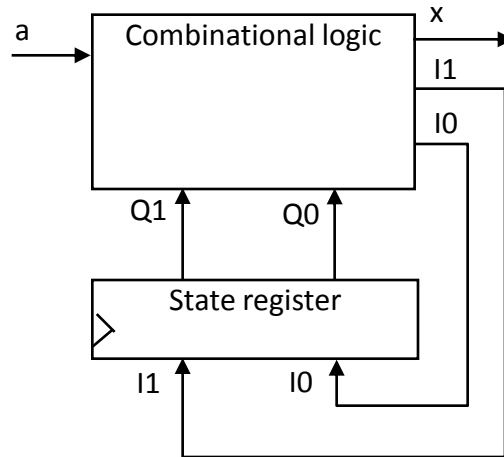 a
Combinational logic
x
I1
I0
Q1
Q0
State register
I1
I0